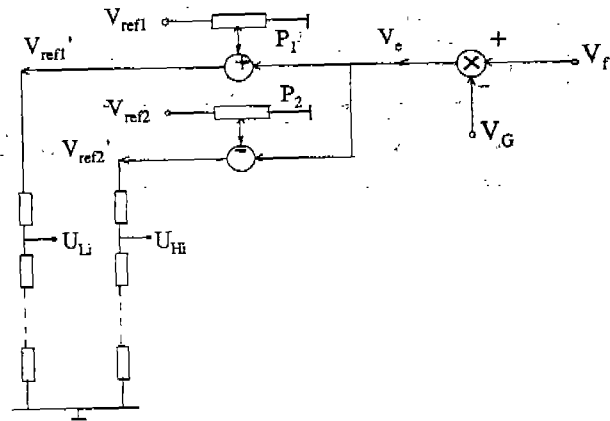 V_ref1
P_1
V_ref1' + V_e + V_f
× -
V_ref2 P_2
V_G
V_ref2' -
U_Li U_Hi